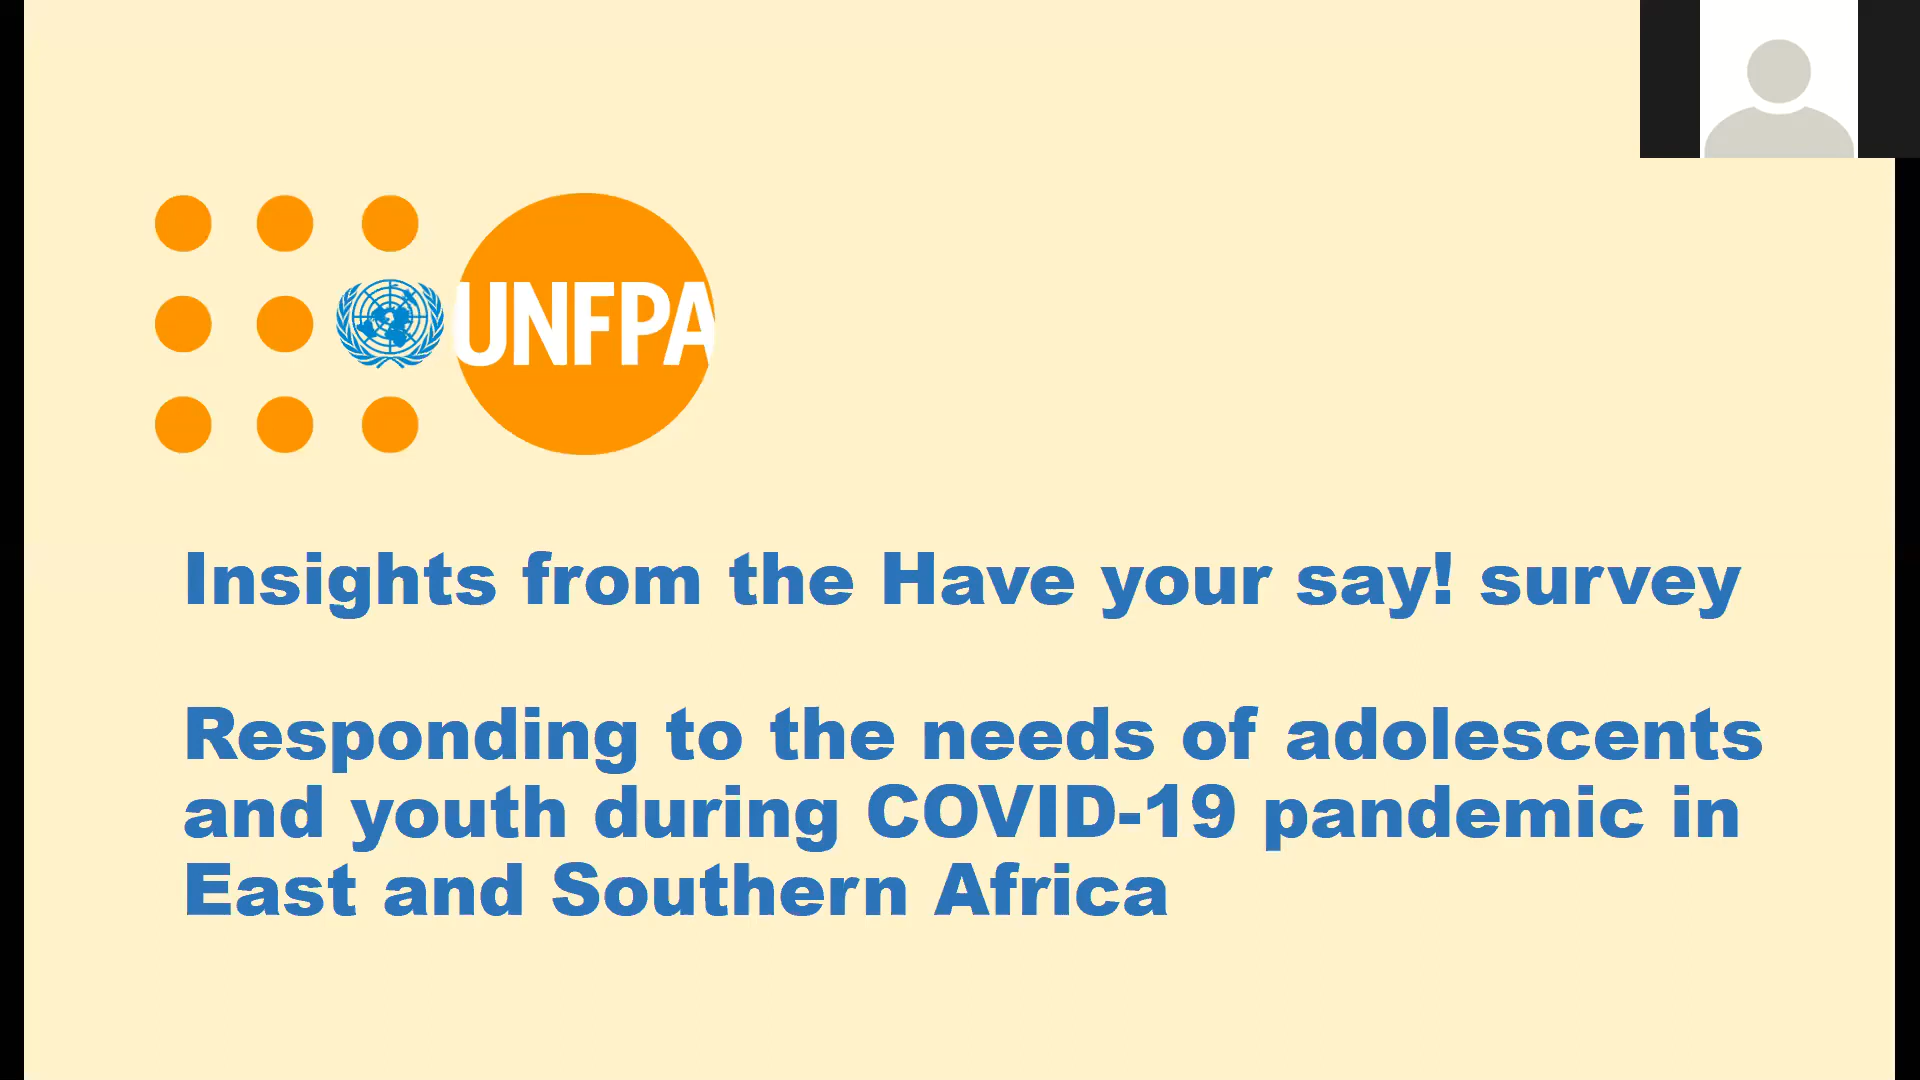 UNFPA
Insights from the Have your say! survey
Responding to the needs of adolescents
and youth during COVID-19 pandemic in
East and Southern Africa